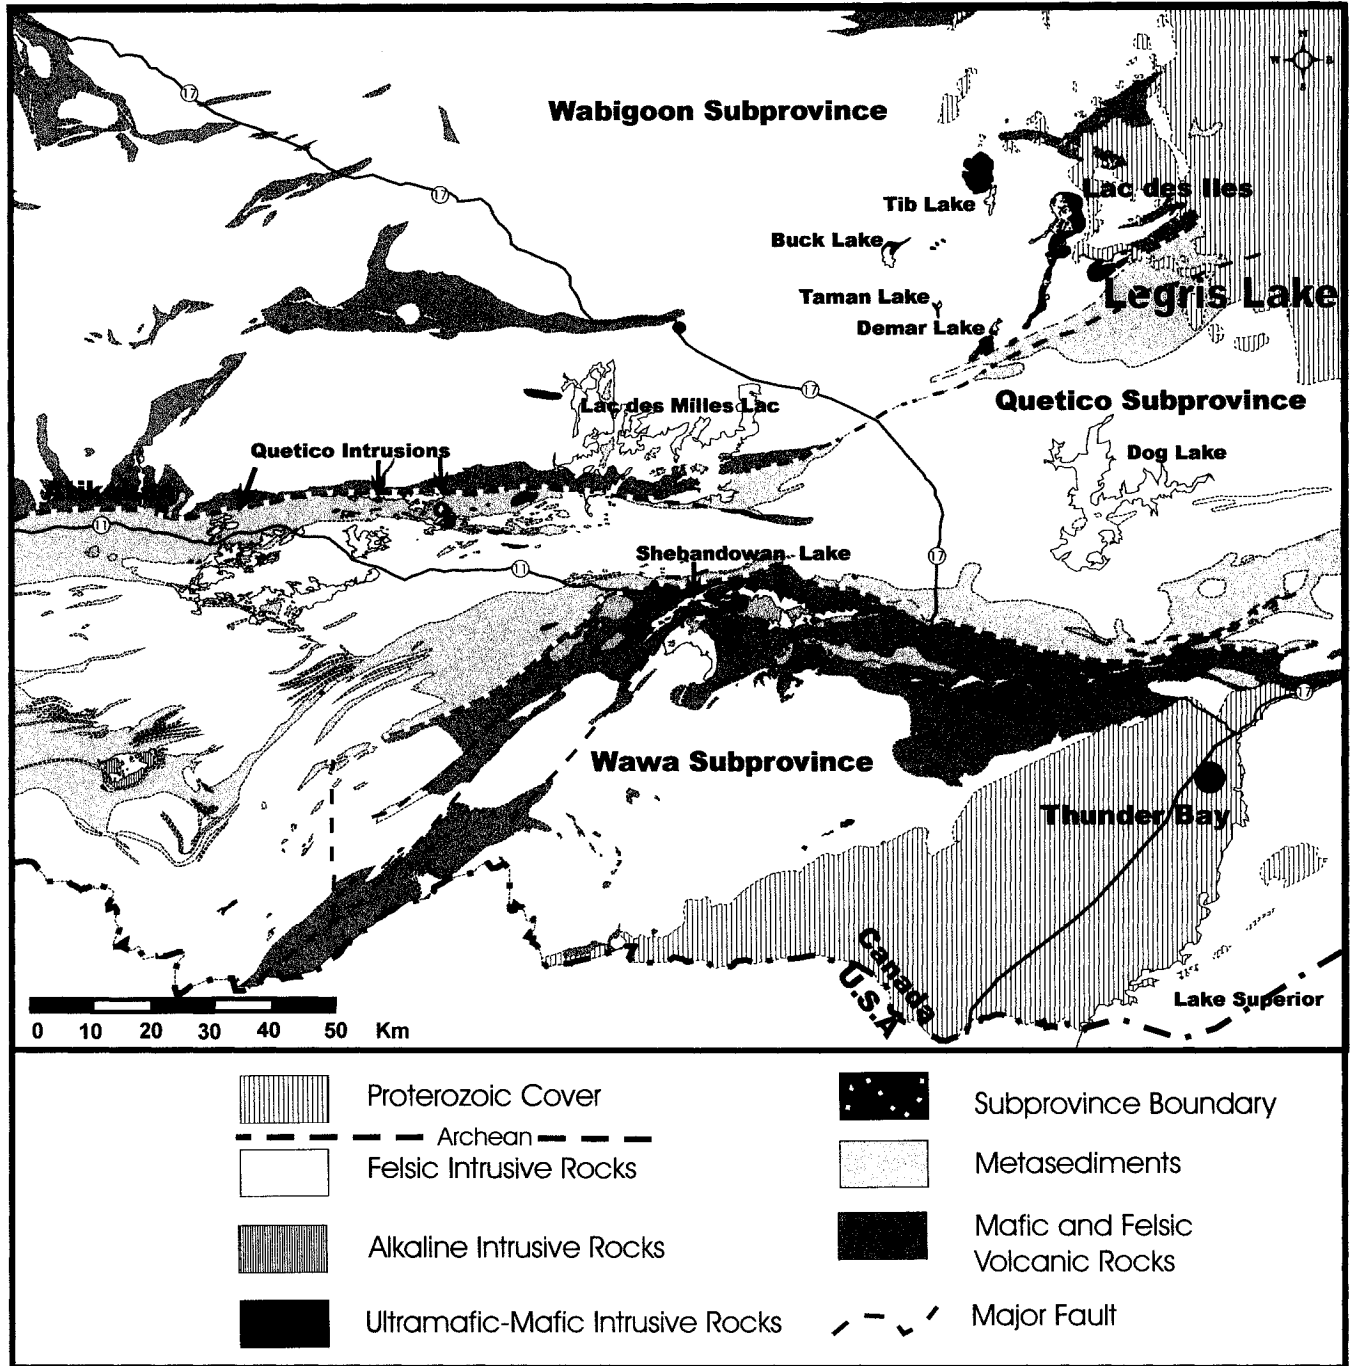 N
W
17
Wabigoon Subprovince
17
Lac des Iles
Tib Lake
Buck Lake
Legris Lake
Taman Lake
Demar Lake
17
Quetico Subprovince
Lac des Milles Lac
Quetico Intrusions
Dog Lake
11
Shebandowan Lake
17
11
17
Wawa Subprovince
Thunder Bay
Canada
U.S.A
Lake Superior
0 10 20 30 40 50 Km
Proterozoic Cover
Archean
Felsic Intrusive Rocks
Alkaline Intrusive Rocks
Ultramafic-Mafic Intrusive Rocks
Subprovince Boundary
Metasediments
Mafic and Felsic
Volcanic Rocks
Major Fault